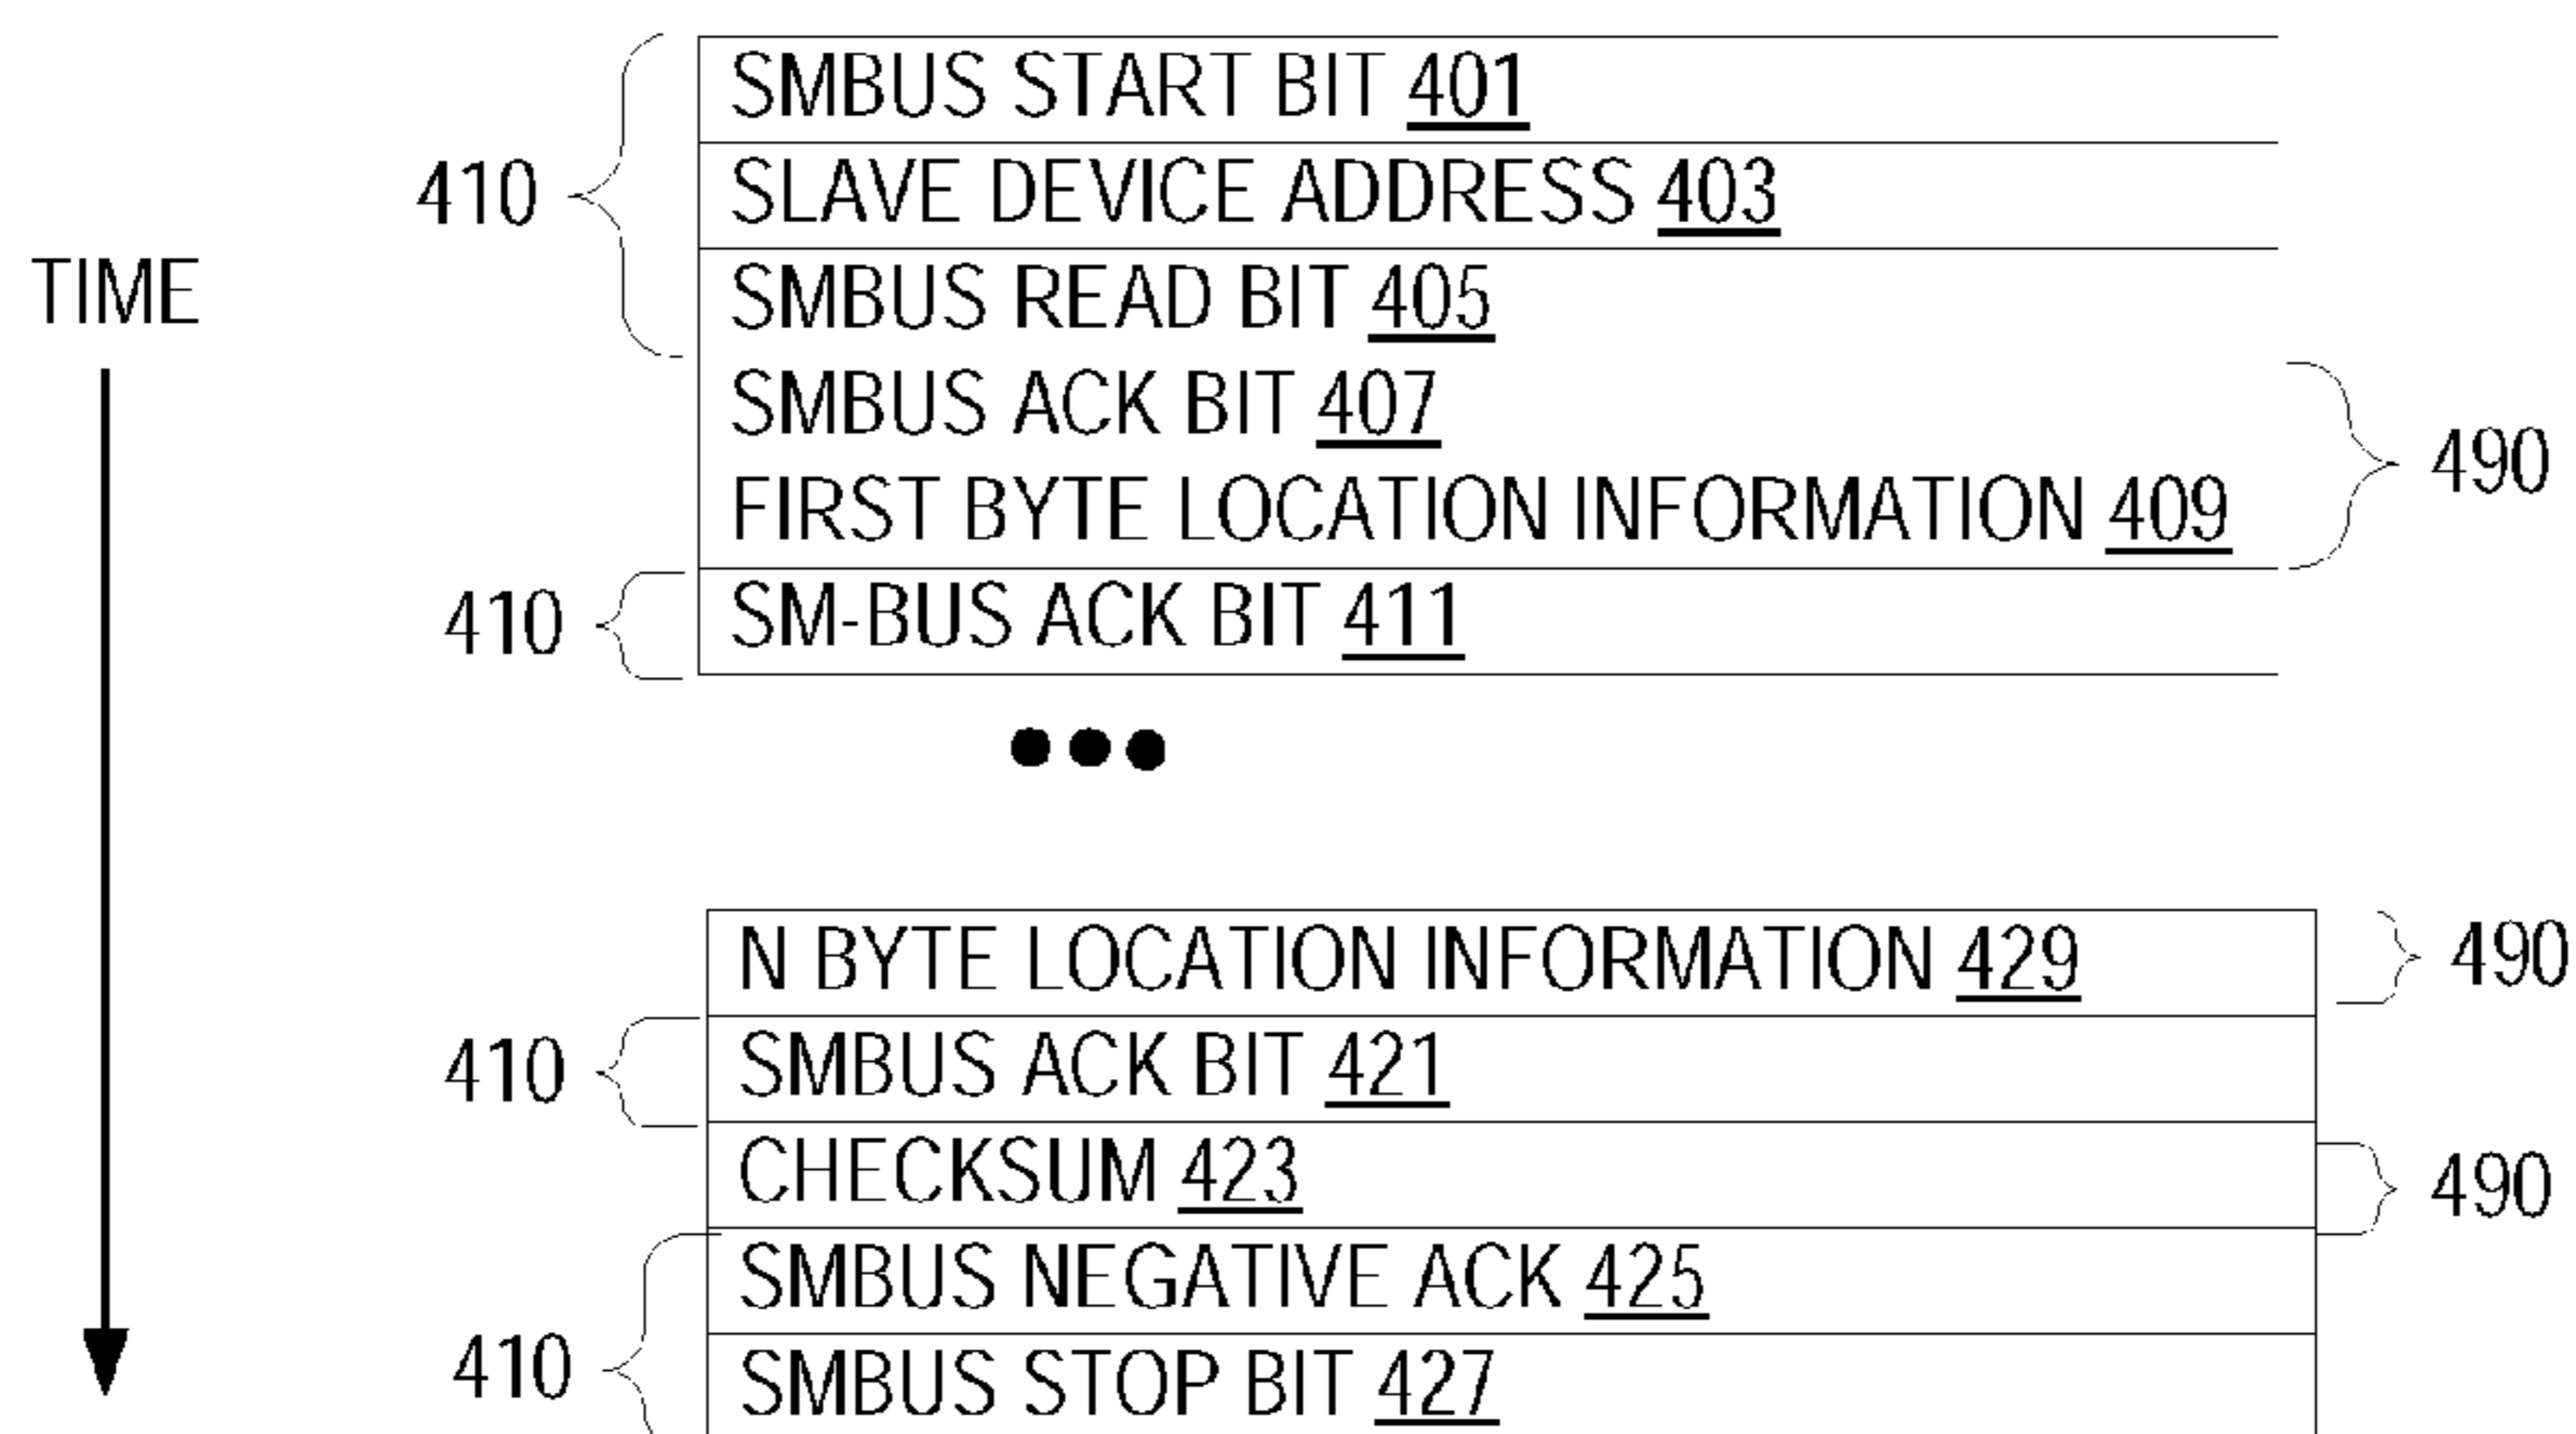 SMBUS START BIT 401
410
SLAVE DEVICE ADDRESS 403
TIME
SMBUS READ BIT 405
SMBUS ACK BIT 407
490
FIRST BYTE LOCATION INFORMATION 409
410
SM-BUS ACK BIT 411
N BYTE LOCATION INFORMATION 429
490
410
SMBUS ACK BIT 421
CHECKSUM 423
490
SMBUS NEGATIVE ACK 425
410
SMBUS STOP BIT 427